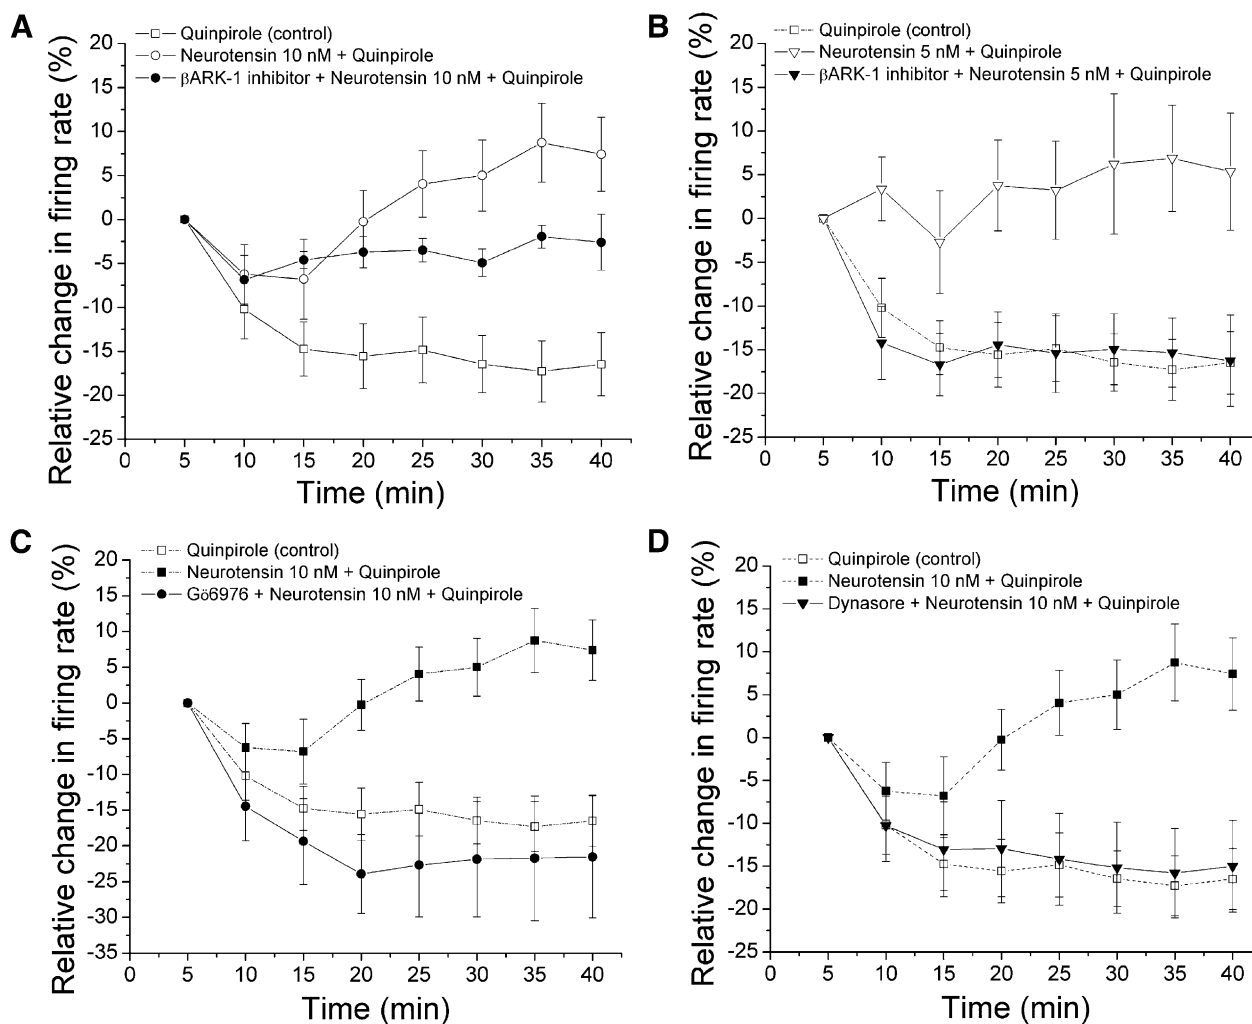 A
Relative change in firing rate (%)
Quinpirole (control)
Neurotensin 10 nM + Quinpirole
βARK-1 inhibitor + Neurotensin 10 nM + Quinpirole
20
15
10
5
0
-5
-10
-15
-20
-25
0 5 10 15 20 25 30 35 40
Time (min)
B
Relative change in firing rate (%)
Quinpirole (control)
Neurotensin 5 nM + Quinpirole
βARK-1 inhibitor + Neurotensin 5 nM + Quinpirole
20
15
10
5
0
-5
-10
-15
-20
-25
0 5 10 15 20 25 30 35 40
Time (min)
C
Relative change in firing rate (%)
Quinpirole (control)
Neurotensin 10 nM + Quinpirole
Gö6976 + Neurotensin 10 nM + Quinpirole
20
15
10
5
0
-5
-10
-15
-20
-25
-30
-35
0 5 10 15 20 25 30 35 40
Time (min)
D
Relative change in firing rate (%)
Quinpirole (control)
Neurotensin 10 nM + Quinpirole
Dynasore + Neurotensin 10 nM + Quinpirole
20
15
10
5
0
-5
-10
-15
-20
-25
0 5 10 15 20 25 30 35 40
Time (min)